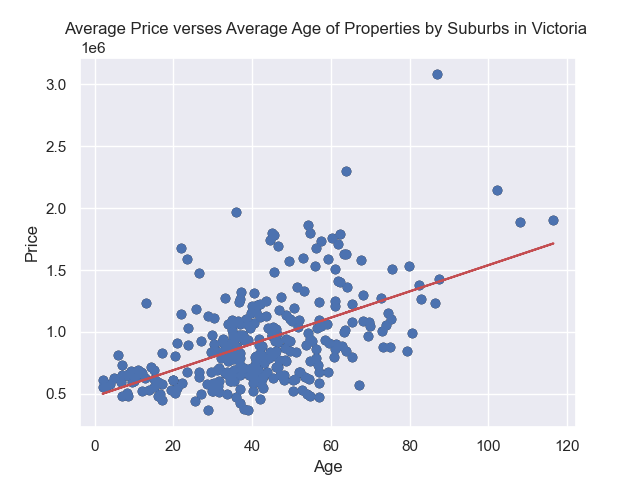 Average Price verses Average Age of Properties by Suburbs in Victoria
1e6
3.0
2.5
2.0
1.5
1.0
0.5
Price
0 20 40 60 80 100 120
Age